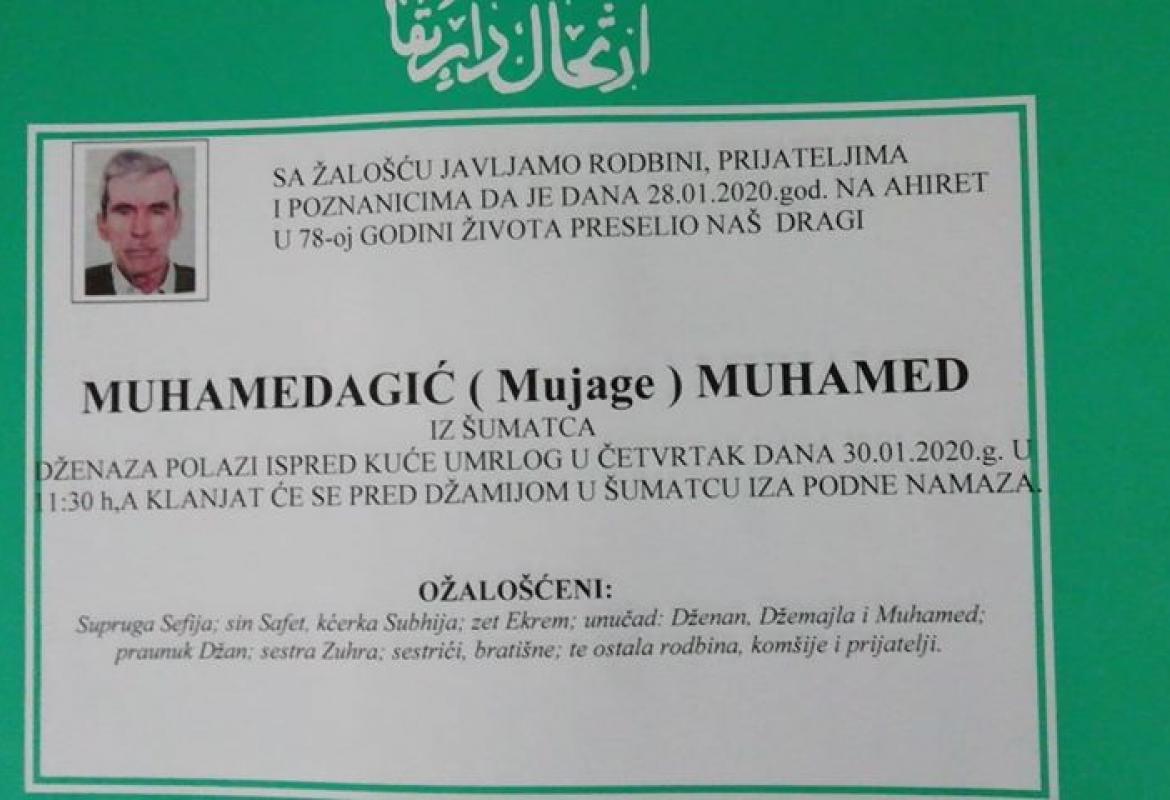 SA ŽALOŠĆU JAVLJAMO RODBINI, PRIJATELJIMA
I POZNANICIMA DA JE DANA 28.01.2020.god. NA AHIRET
U 78-oj GODINI ŽIVOTA PRESELIO NAŠ DRAGI
MUHAMEDAGIĆ ( Mujage ) MUHAMED
IZ ŠUMATCA
DŽENAZA POLAZI ISPRED KUĆE UMRLOG U ČETVRTAK DANA 30.01.2020.g. U
11:30 h,A KLANJAT ĆE SE PRED DŽAMIJOM U ŠUMATCU IZA PODNE NAMAZA.
OŽALOŠĆENI:
Supruga Sefija; sin Safet, kćerka Subhija; zet Ekrem; unučad: Dženan, Džemajla i Muhamed;
praunuk Džan; sestra Zuhra; sestrići, bratišne; te ostala rodbina, komšije i prijatelji.